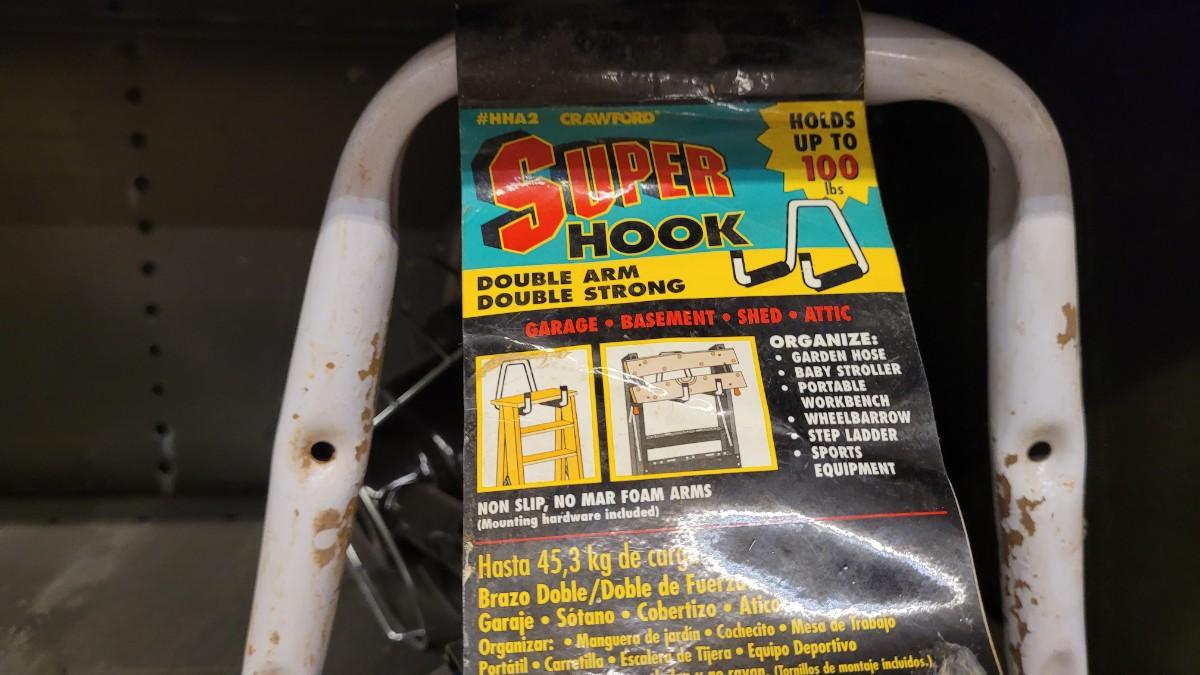 #HHA2 CRAWFORD®
HOLDS
UP TO
100
lbs
SUPER
HOOK
DOUBLE ARM
DOUBLE STRONG
GARAGE • BASEMENT • SHED • ATTIC
ORGANIZE:
• GARDEN HOSE
• BABY STROLLER
• PORTABLE
WORKBENCH
• WHEELBARROW
• STEP LADDER
• SPORTS
EQUIPMENT
NON SLIP, NO MAR FOAM ARMS
(Mounting hardware included)
Hasta 45,3 kg de carga
Brazo Doble/Doble de Fuerza
Garaje • Sótano • Cobertizo • Ático
Organizar: • Manguera de jardín • Cochecito • Mesa de Trabajo
Portátil • Carretilla • Escalera de Tijera • Equipo Deportivo
y no rayan. (Tornillos de montaje incluidos.)